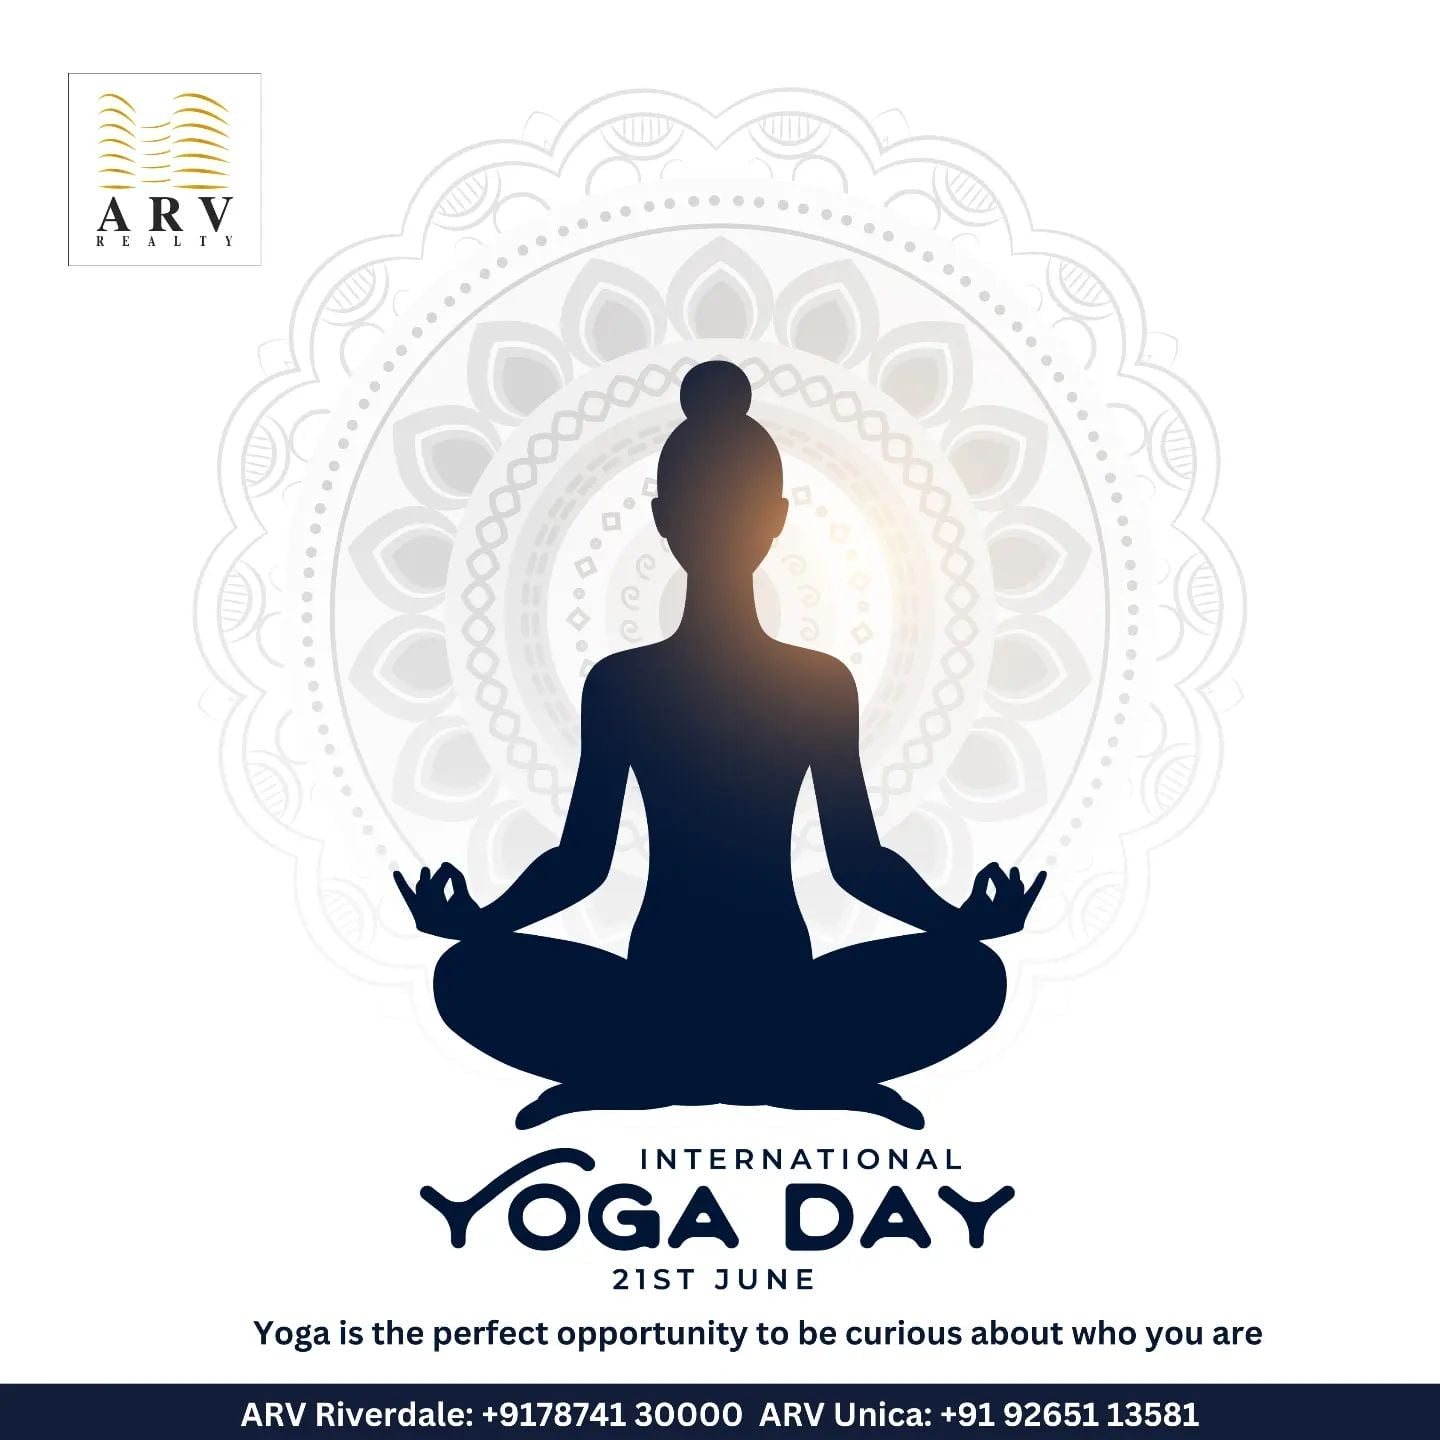 ARV
REALTY
INTERNATIONAL
YOGA DAY
21ST JUNE
Yoga is the perfect opportunity to be curious about who you are
ARV Riverdale: +9178741 30000 ARV Unica: +91 92651 13581